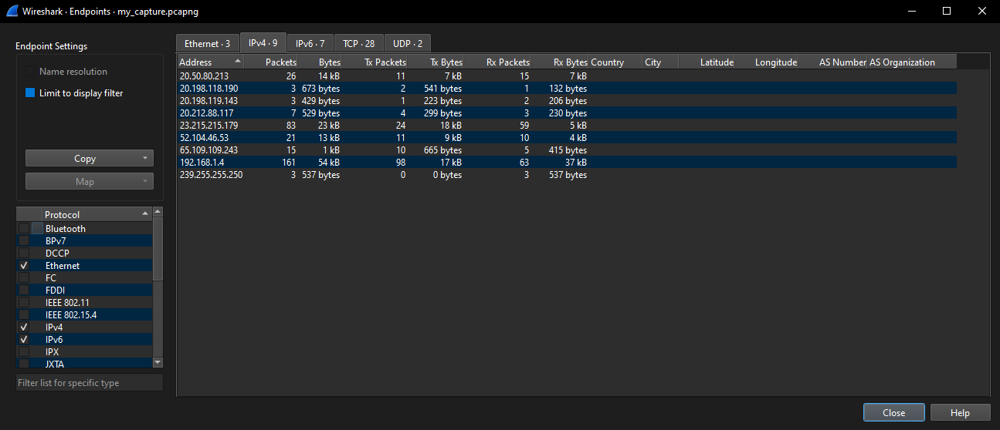 Wireshark · Endpoints · my_capture.pcapng
Endpoint Settings
Name resolution
Limit to display filter
Copy
Map
Protocol
Bluetooth
BPv7
DCCP
Ethernet
FC
FDDI
IEEE 802.11
IEEE 802.15.4
IPv4
IPv6
IPX
JXTA
Filter list for specific type
Ethernet · 3 IPv4 · 9 IPv6 · 7 TCP · 28 UDP · 2
Address Packets Bytes Tx Packets Tx Bytes Rx Packets Rx Bytes Country City Latitude Longitude AS Number AS Organization
20.50.80.213 26 14 kB 11 7 kB 15 7 kB
20.198.118.190 3 673 bytes 2 541 bytes 1 132 bytes
20.198.119.143 3 429 bytes 1 223 bytes 2 206 bytes
20.212.88.117 7 529 bytes 4 299 bytes 3 230 bytes
23.215.215.179 83 23 kB 24 18 kB 59 5 kB
52.104.46.53 21 13 kB 11 9 kB 10 4 kB
65.109.109.243 15 1 kB 10 665 bytes 5 415 bytes
192.168.1.4 161 54 kB 98 17 kB 63 37 kB
239.255.255.250 3 537 bytes 0 0 bytes 3 537 bytes
Close Help